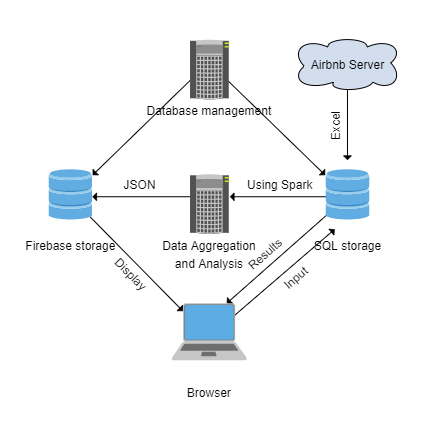 Airbnb Server
Database management
Excel
JSON
Using Spark
Firebase storage
Data Aggregation
and Analysis
SQL storage
Display
Results
Input
Browser